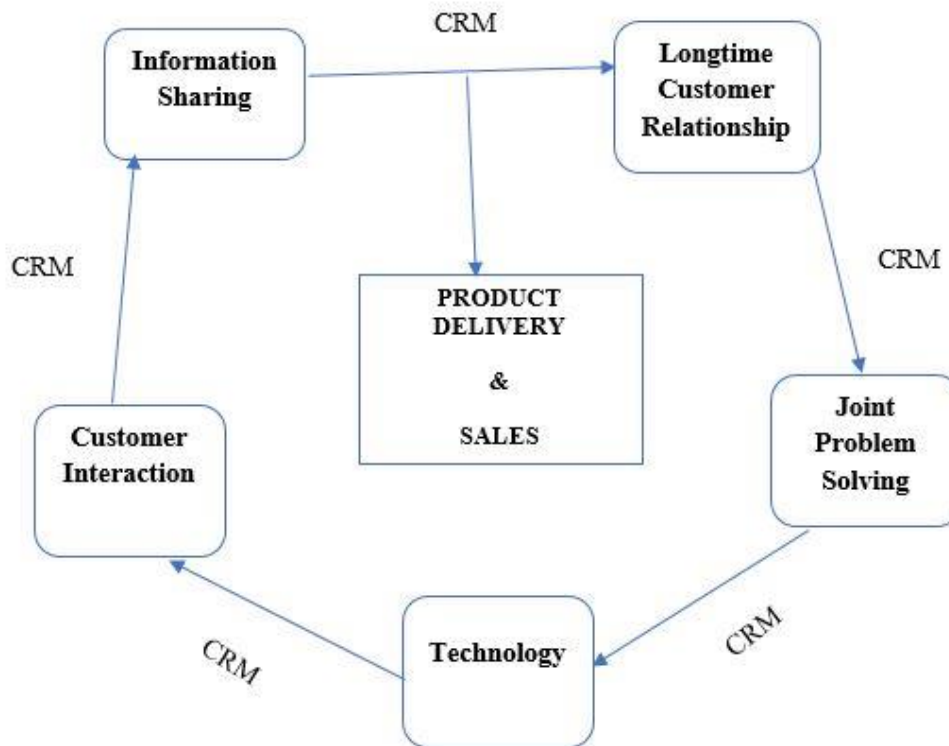 CRM
Information
Sharing
Longtime
Customer
Relationship
CRM
CRM
PRODUCT
DELIVERY
&
SALES
Customer
Interaction
Joint
Problem
Solving
CRM
Technology
CRM